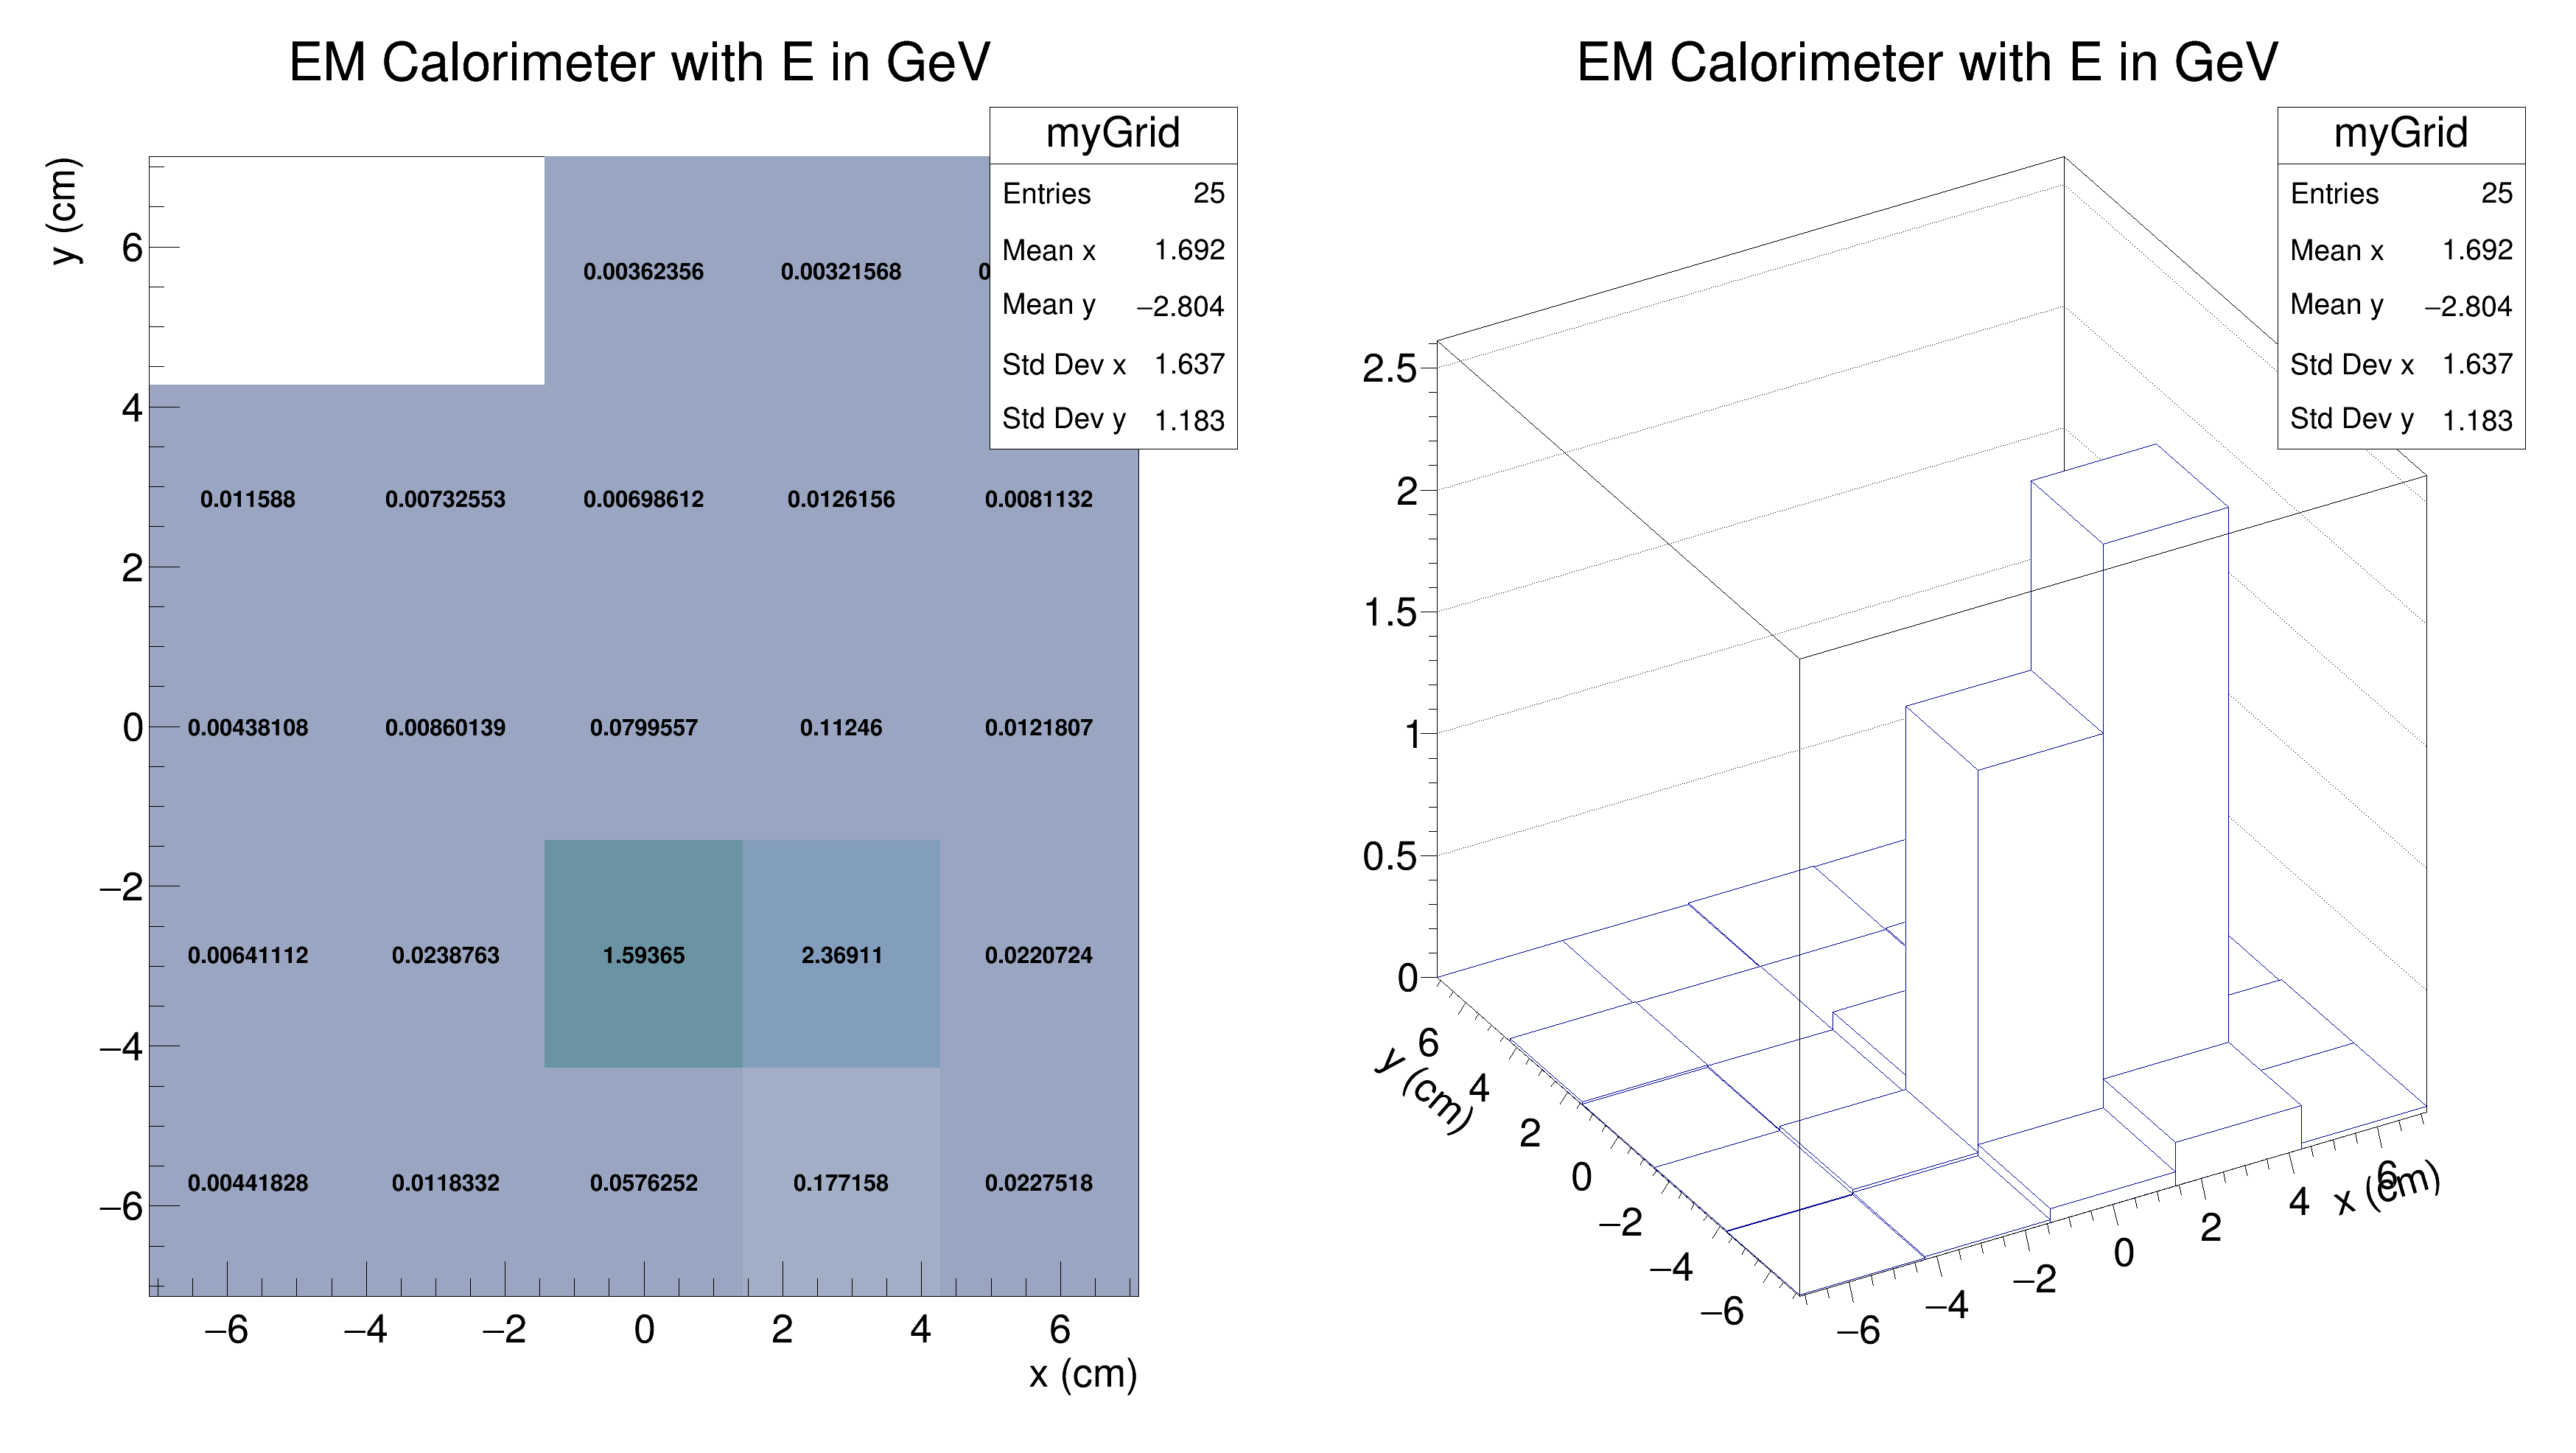 EM Calorimeter with E in GeV
myGrid
Entries 25
Mean x 1.692
Mean y −2.804
Std Dev x 1.637
Std Dev y 1.183
y (cm)
6
4
2
0
−2
−4
−6
0.00362356 0.00321568
0.011588 0.00732553 0.00698612 0.0126156 0.0081132
0.00438108 0.00860139 0.0799557 0.11246 0.0121807
0.00641112 0.0238763 1.59365 2.36911 0.0220724
0.00441828 0.0118332 0.0576252 0.177158 0.0227518
−6 −4 −2 0 2 4 6
x (cm)
EM Calorimeter with E in GeV
myGrid
Entries 25
Mean x 1.692
Mean y −2.804
Std Dev x 1.637
Std Dev y 1.183
2.5
2
1.5
1
0.5
0
y (cm)
6
4
2
0
−2
−4
−6
−6 −4 −2 0 2 4 6
x (cm)